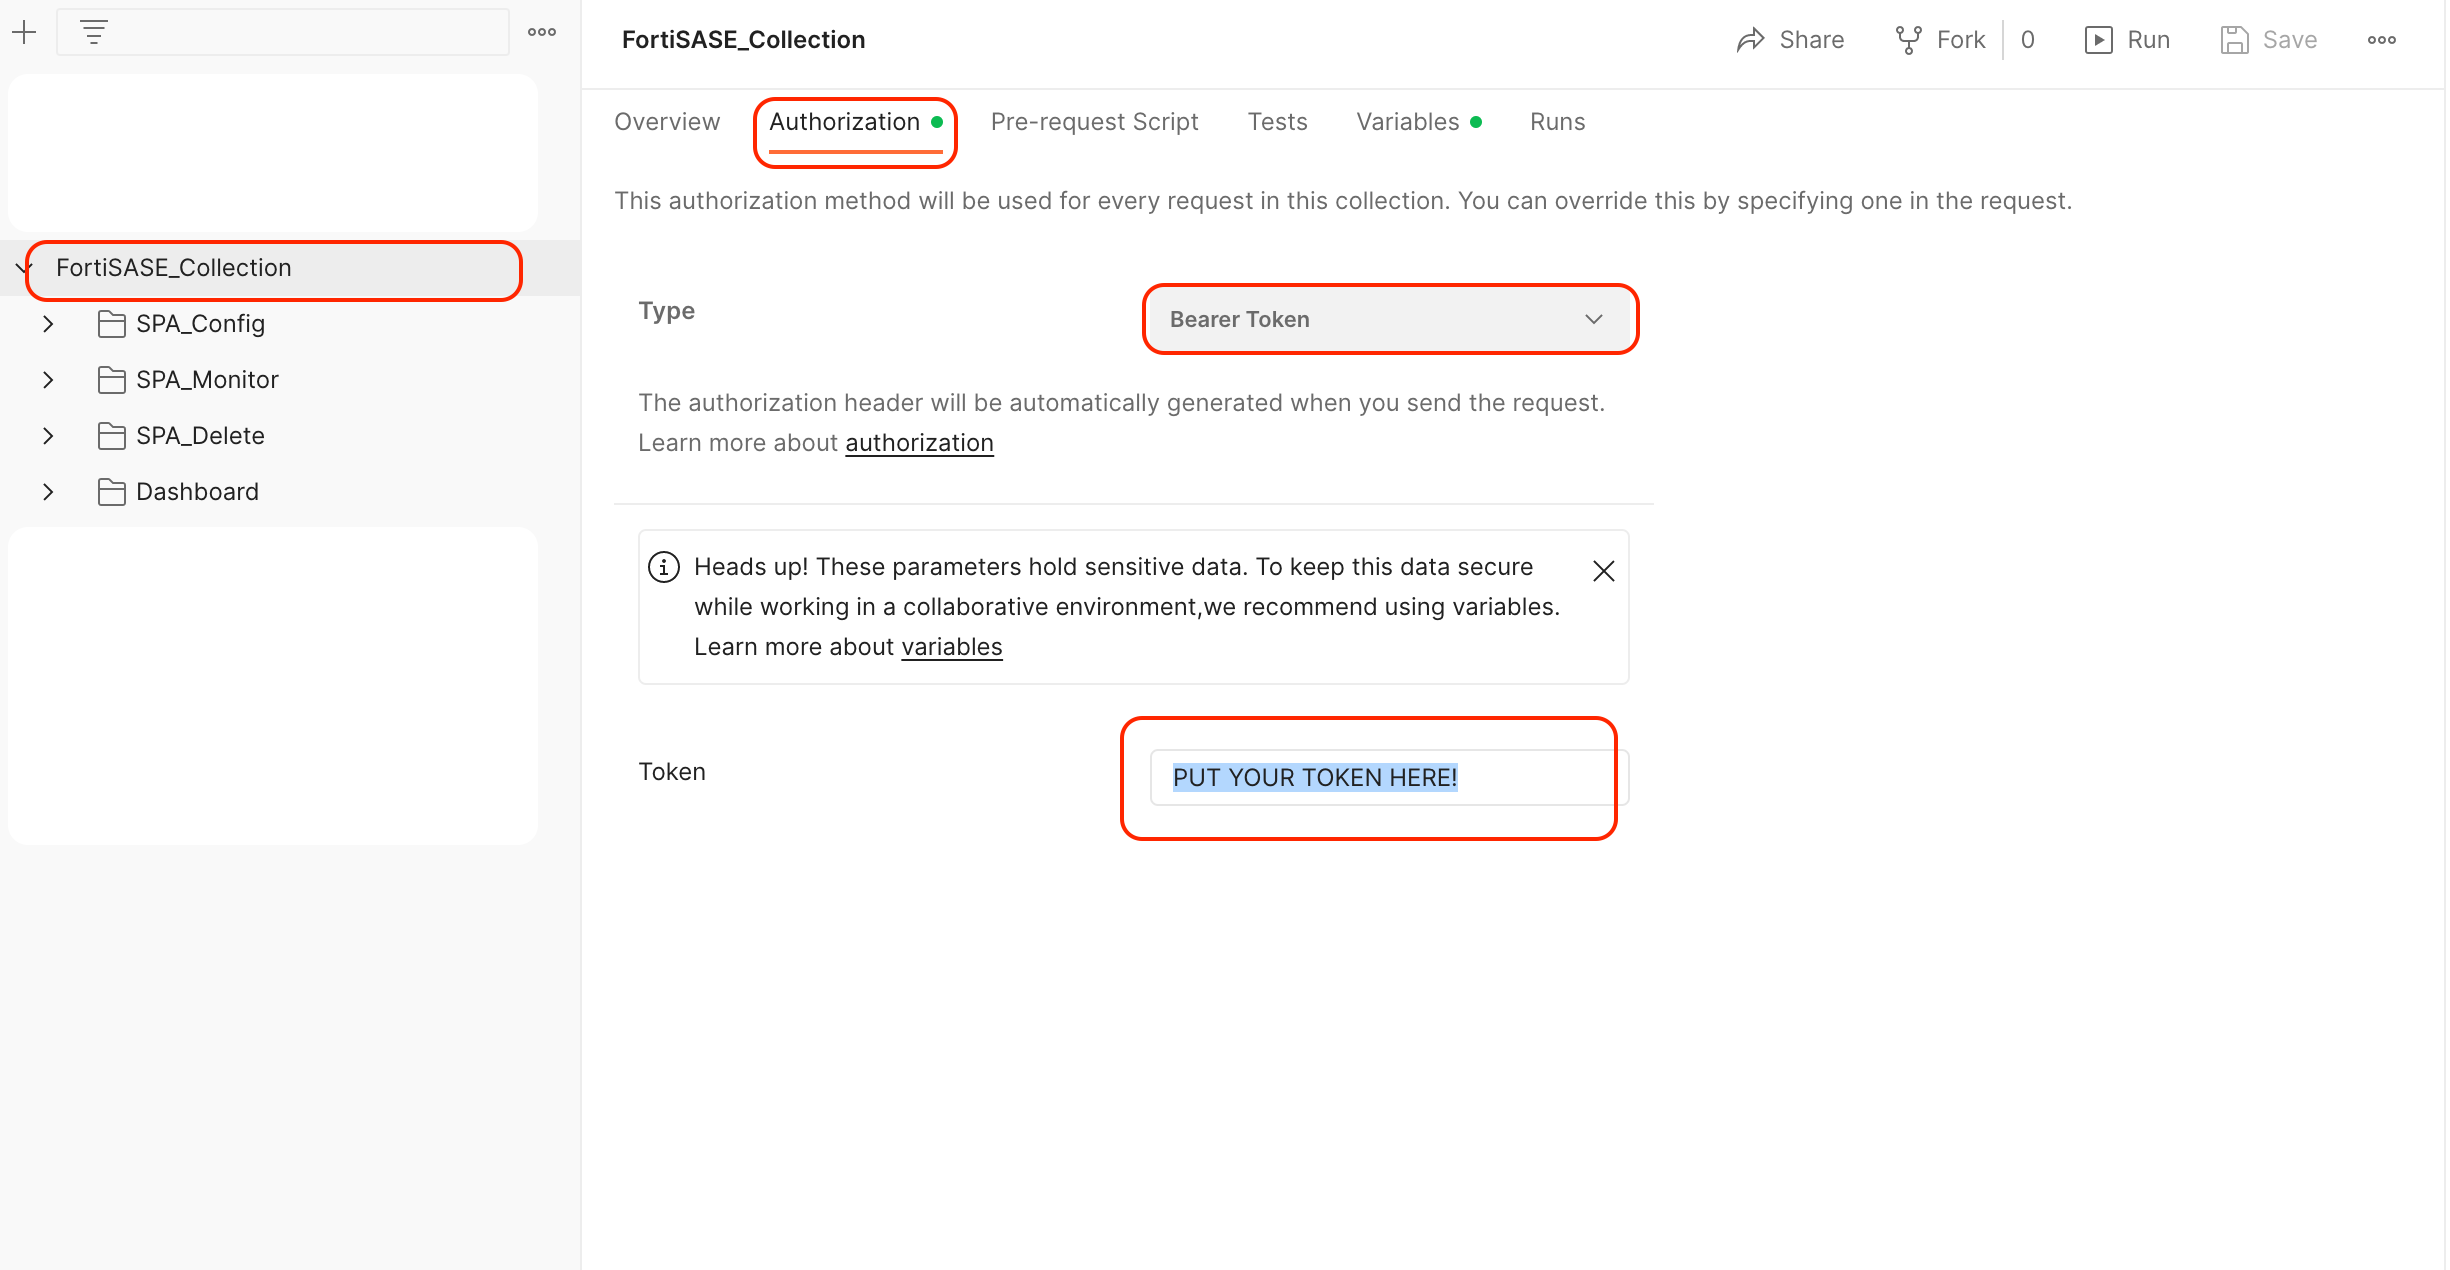 FortiSASE_Collection
Share
Fork
0
Run
Save
Overview
Authorization
Pre-request Script
Tests
Variables
Runs
This authorization method will be used for every request in this collection. You can override this by specifying one in the request.
FortiSASE_Collection
SPA_Config
SPA_Monitor
SPA_Delete
Dashboard
Type
Bearer Token
The authorization header will be automatically generated when you send the request.
Learn more about authorization
Heads up! These parameters hold sensitive data. To keep this data secure
while working in a collaborative environment,we recommend using variables.
Learn more about variables
Token
PUT YOUR TOKEN HERE!